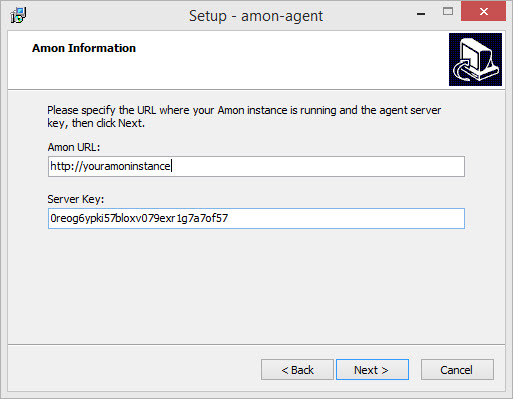 Setup - amon-agent
Amon Information
Please specify the URL where your Amon instance is running and the agent server
key, then click Next.
Amon URL:
http://youramoninstance
Server Key:
0reog6ypki57bloxv079exr1g7a7of57
< Back
Next >
Cancel